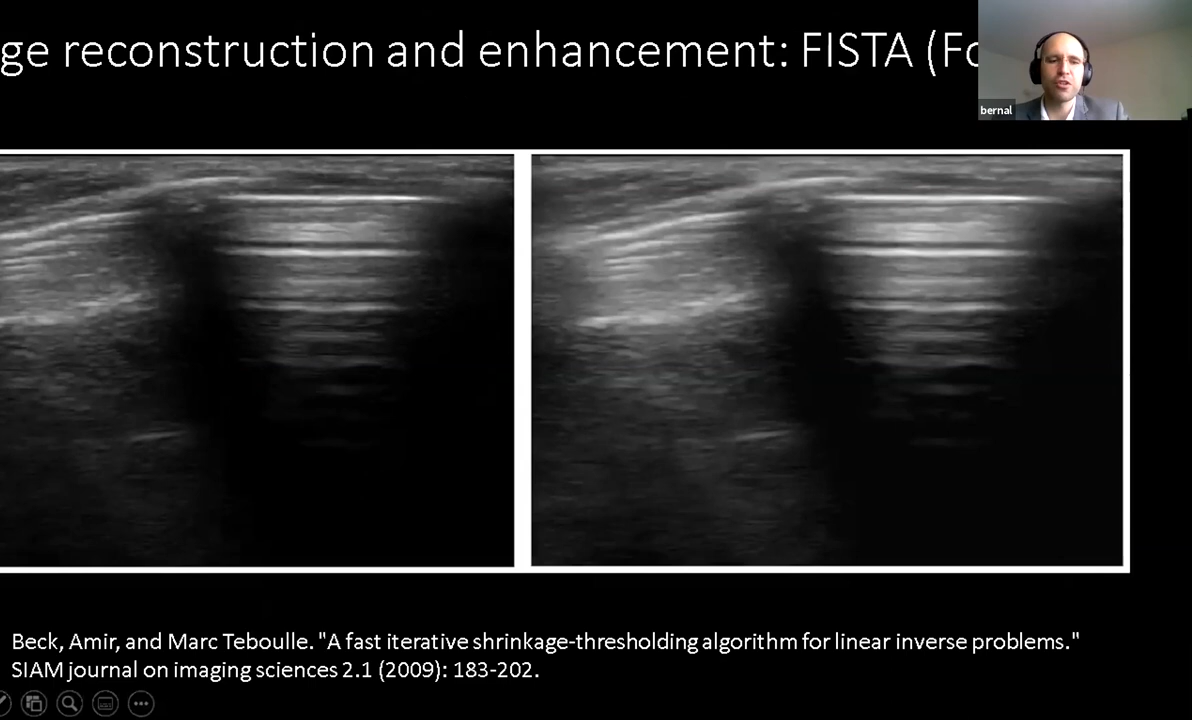 ge reconstruction and enhancement: FISTA (Fo
bernal
Beck, Amir, and Marc Teboulle. "A fast iterative shrinkage-thresholding algorithm for linear inverse problems."
SIAM journal on imaging sciences 2.1 (2009): 183-202.